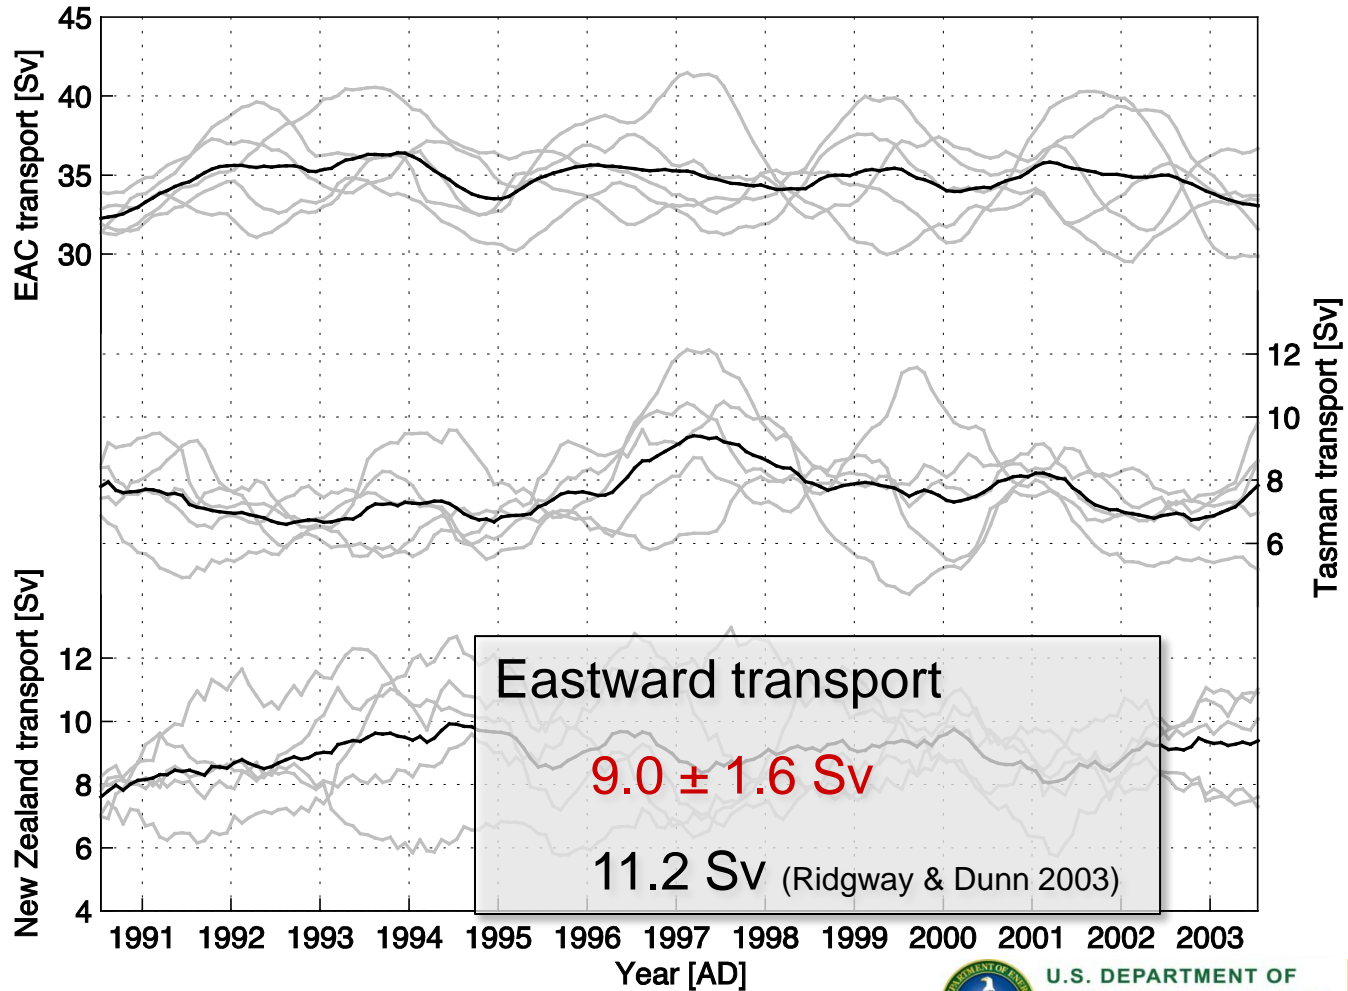 EAC transport [Sv]
45
40
35
30
Tasman transport [Sv]
12
10
8
6
New Zealand transport [Sv]
12
10
8
6
4
Eastward transport
9.0 ± 1.6 Sv
11.2 Sv (Ridgway & Dunn 2003)
1991 1992 1993 1994 1995 1996 1997 1998 1999 2000 2001 2002 2003
Year [AD]
U.S. DEPARTMENT OF